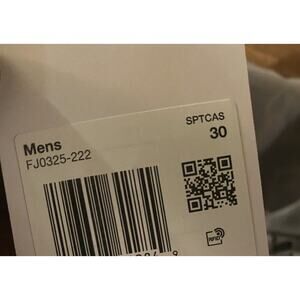 Mens
SPTCAS
FJ0325-222
30
RFID